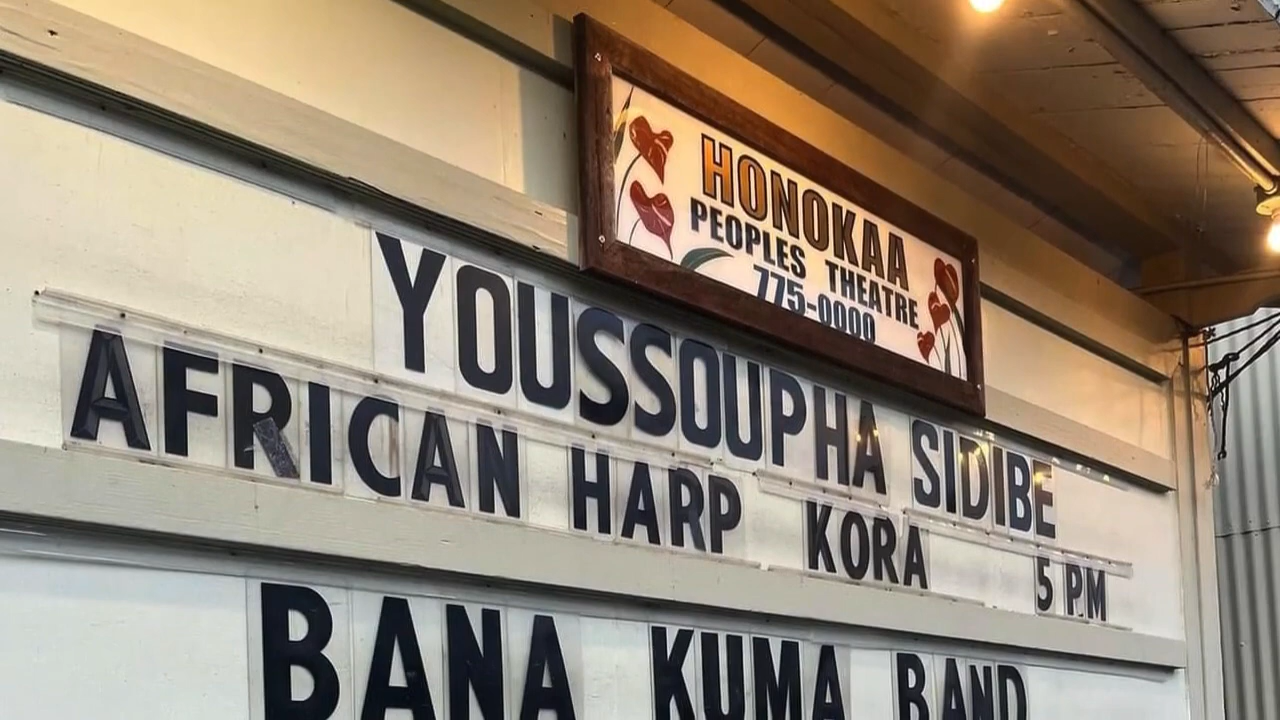 HONOKAA
PEOPLES THEATRE
775-0000
YOUSSOUPHA SIDIBE
AFRICAN HARP KORA 5 PM
BANA KUMA BAND